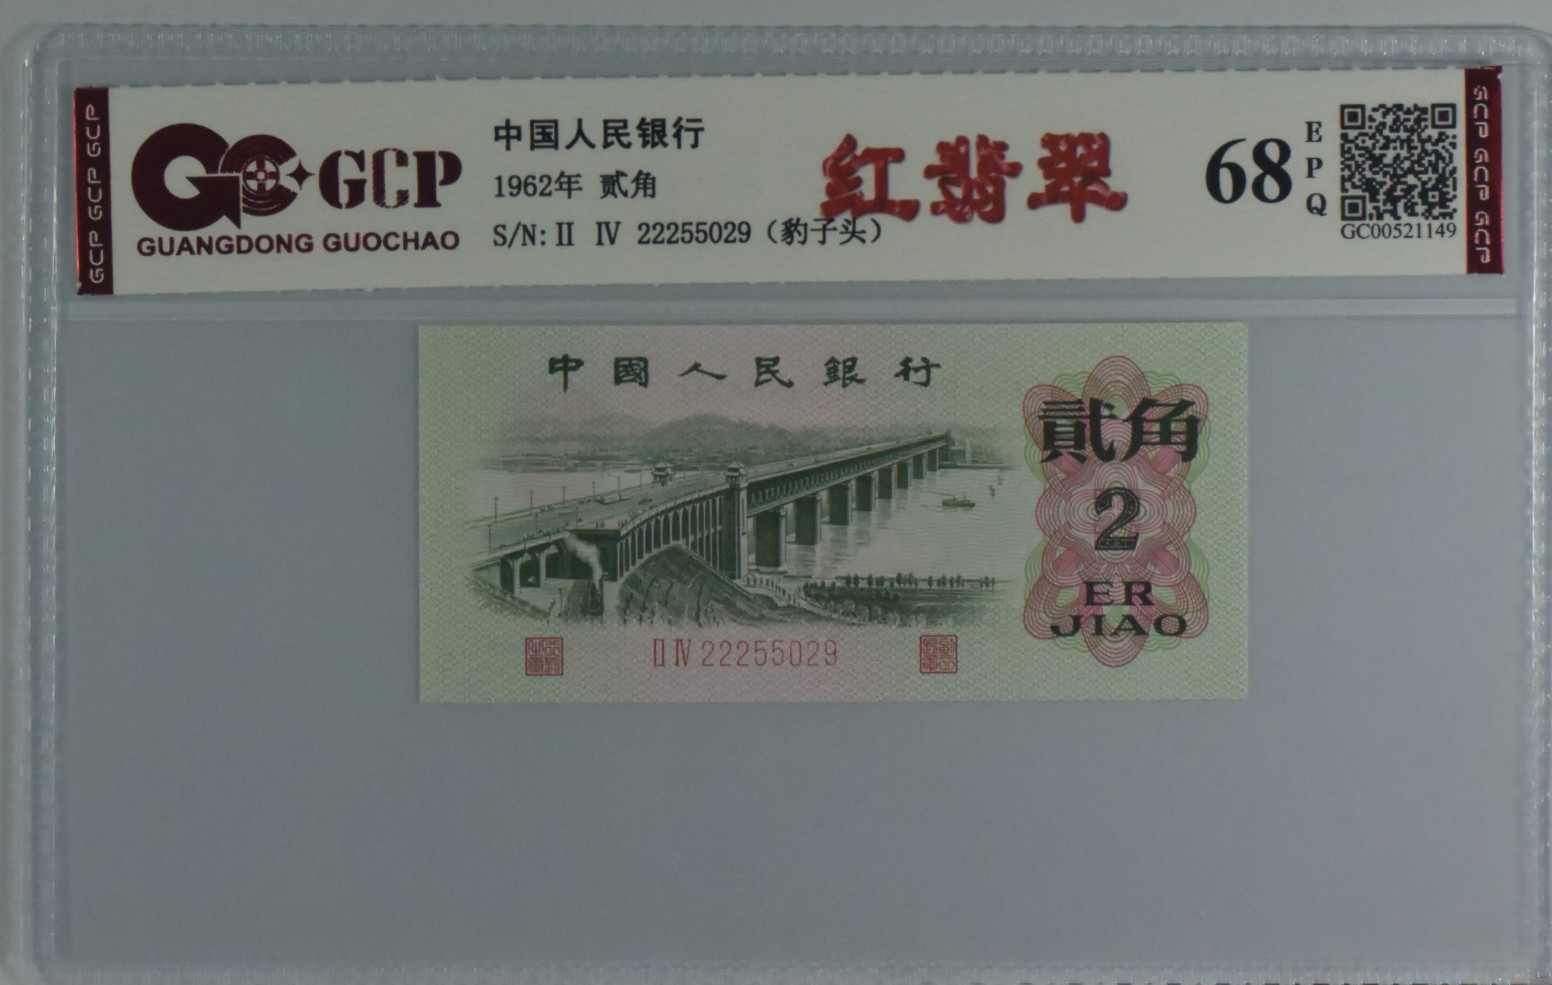 GCP GCP GCP
GCP
GUANGDONG GUOCHAO
中国人民银行
1962年 贰角
S/N: II IV 22255029（豹子头）
红翡翠
68
EPQ
GC00521149
GCP GCP GCP
中國人民銀行
貳角
2
ER
JIAO
II IV 22255029